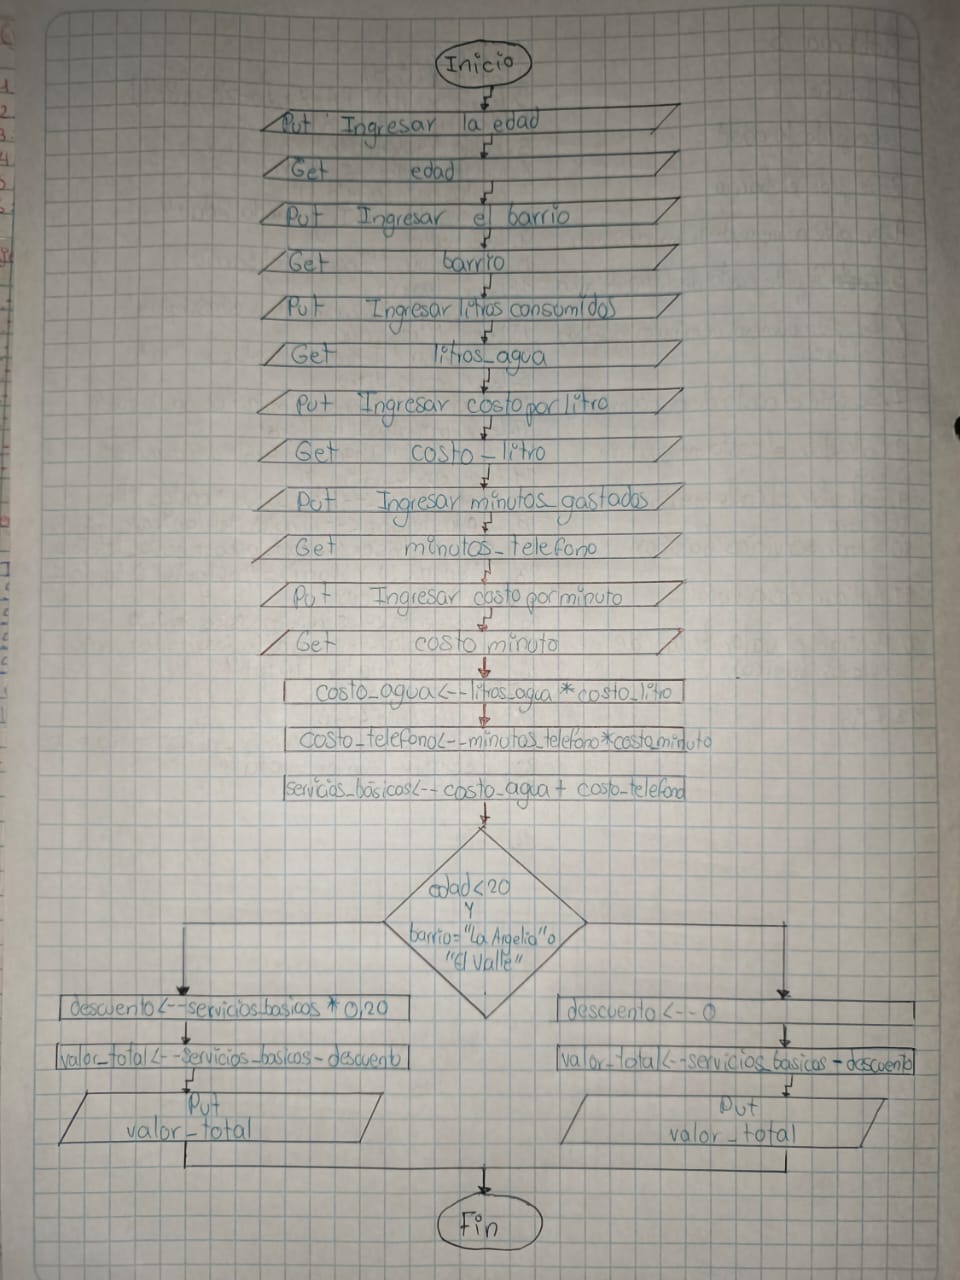 Inicio
Put Ingresar la edad
Get edad
Put Ingresar el barrio
Get barrio
Put Ingresar litros consumidos
Get litros_agua
Put Ingresar costo por litro
Get costo_litro
Put Ingresar minutos gastados
Get minutos_telefono
Put Ingresar costo por minuto
Get costo minuto
costo_agua<--litros_agua * costo_litro
costo_telefono<--minutos_telefono*costo_minuto
servicios_básicos<-- costo_agua + costo_telefono
edad<20
Y
barrio="La Argelia" o
"El Valle"
descuento<--servicios_basicos * 0,20
descuento <--0
valor_total<--servicios_basicos-descuento
valor_total<--servicios_basicos - descuento
Put
valor_total
Put
valor_total
Fin